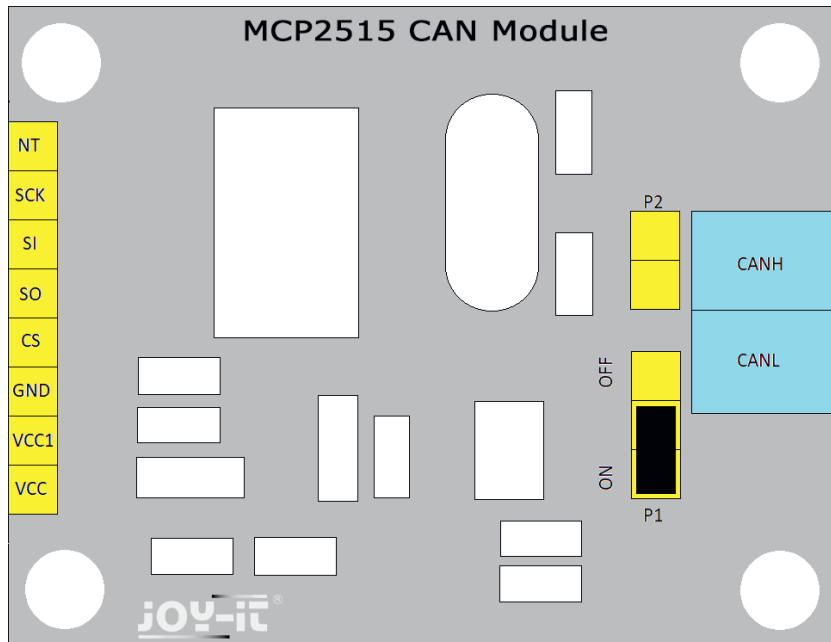 MCP2515 CAN Module
NT
SCK
SI
SO
CS
GND
VCC1
VCC
P2
CANH
CANL
OFF
ON
P1
JOY-iT®